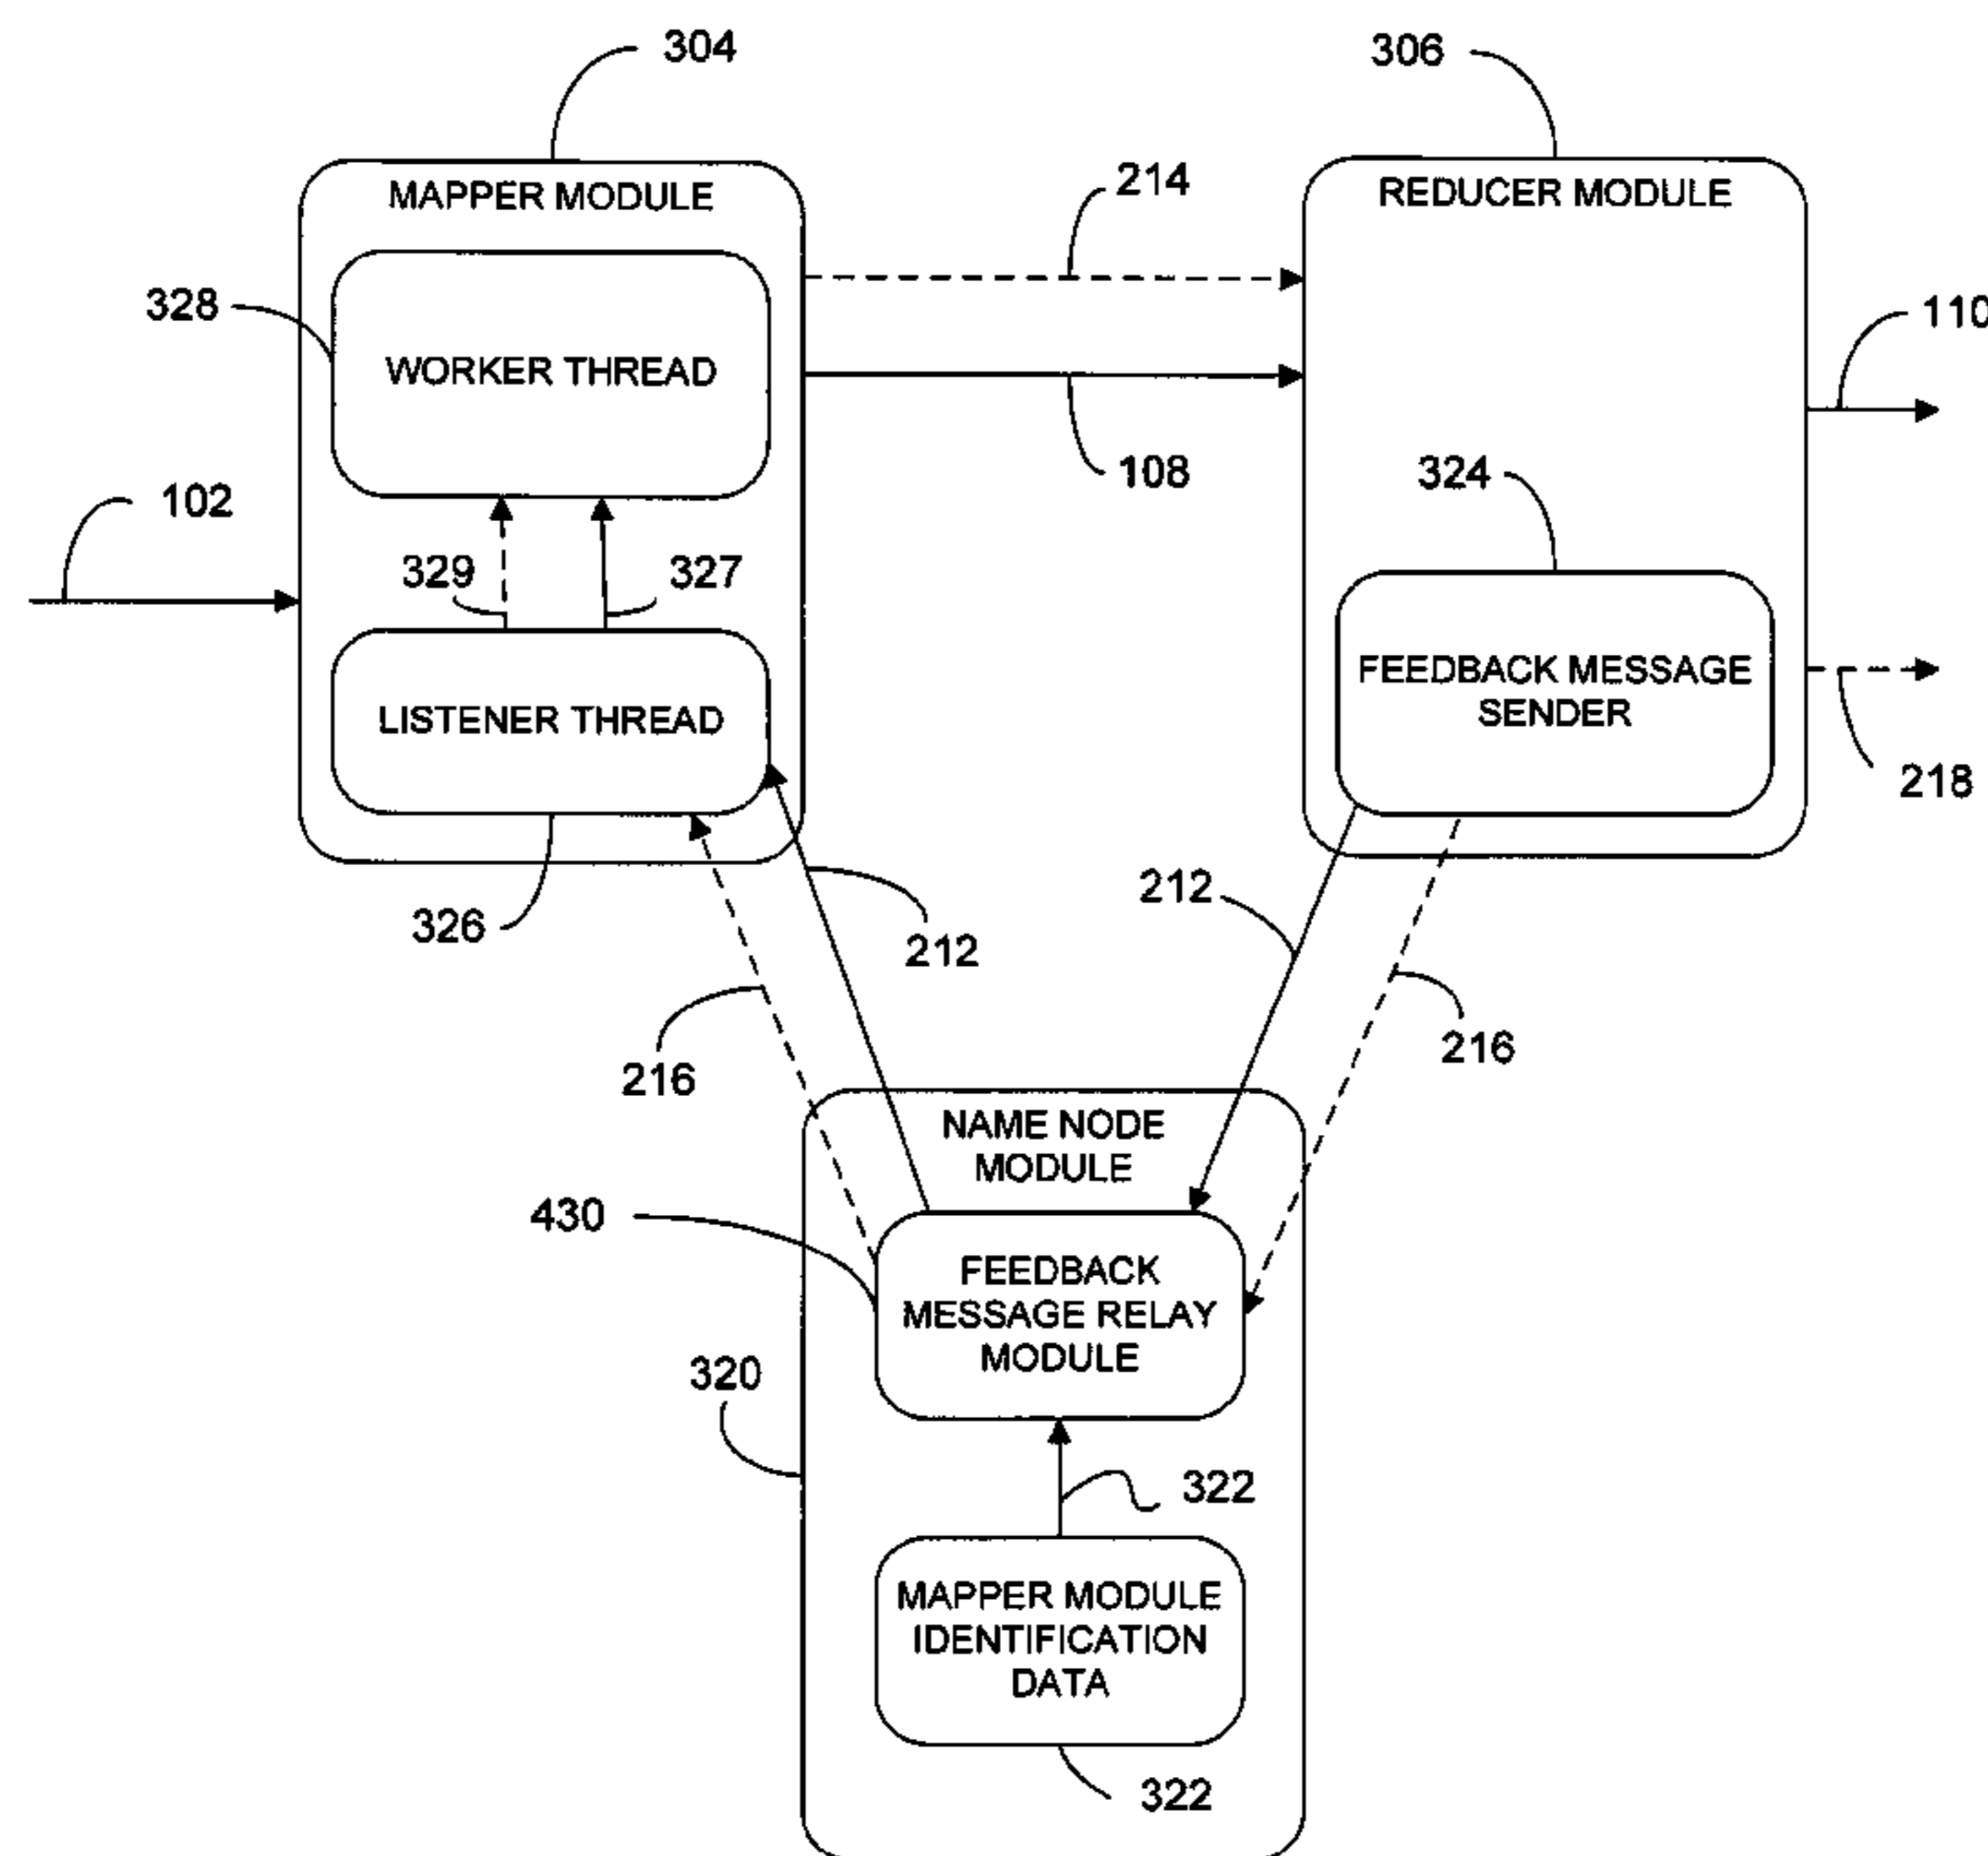 304
306
MAPPER MODULE
REDUCER MODULE
214
328
WORKER THREAD
110
108
324
102
329
327
FEEDBACK MESSAGE
SENDER
LISTENER THREAD
218
212
326
212
216
216
NAME NODE
MODULE
430
FEEDBACK
MESSAGE RELAY
MODULE
320
322
MAPPER MODULE
IDENTIFICATION
DATA
322